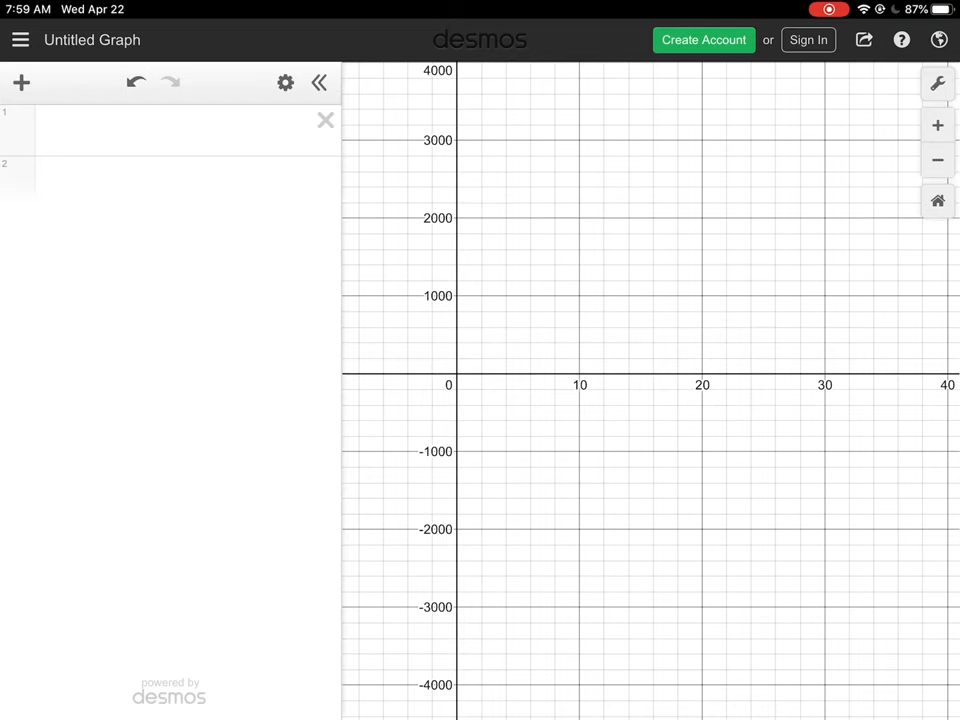 7:59 AM Wed Apr 22 87%
Untitled Graph desmos Create Account or Sign In
1
2
4000
3000
2000
1000
0 10 20 30 40
-1000
-2000
-3000
-4000
powered by
desmos